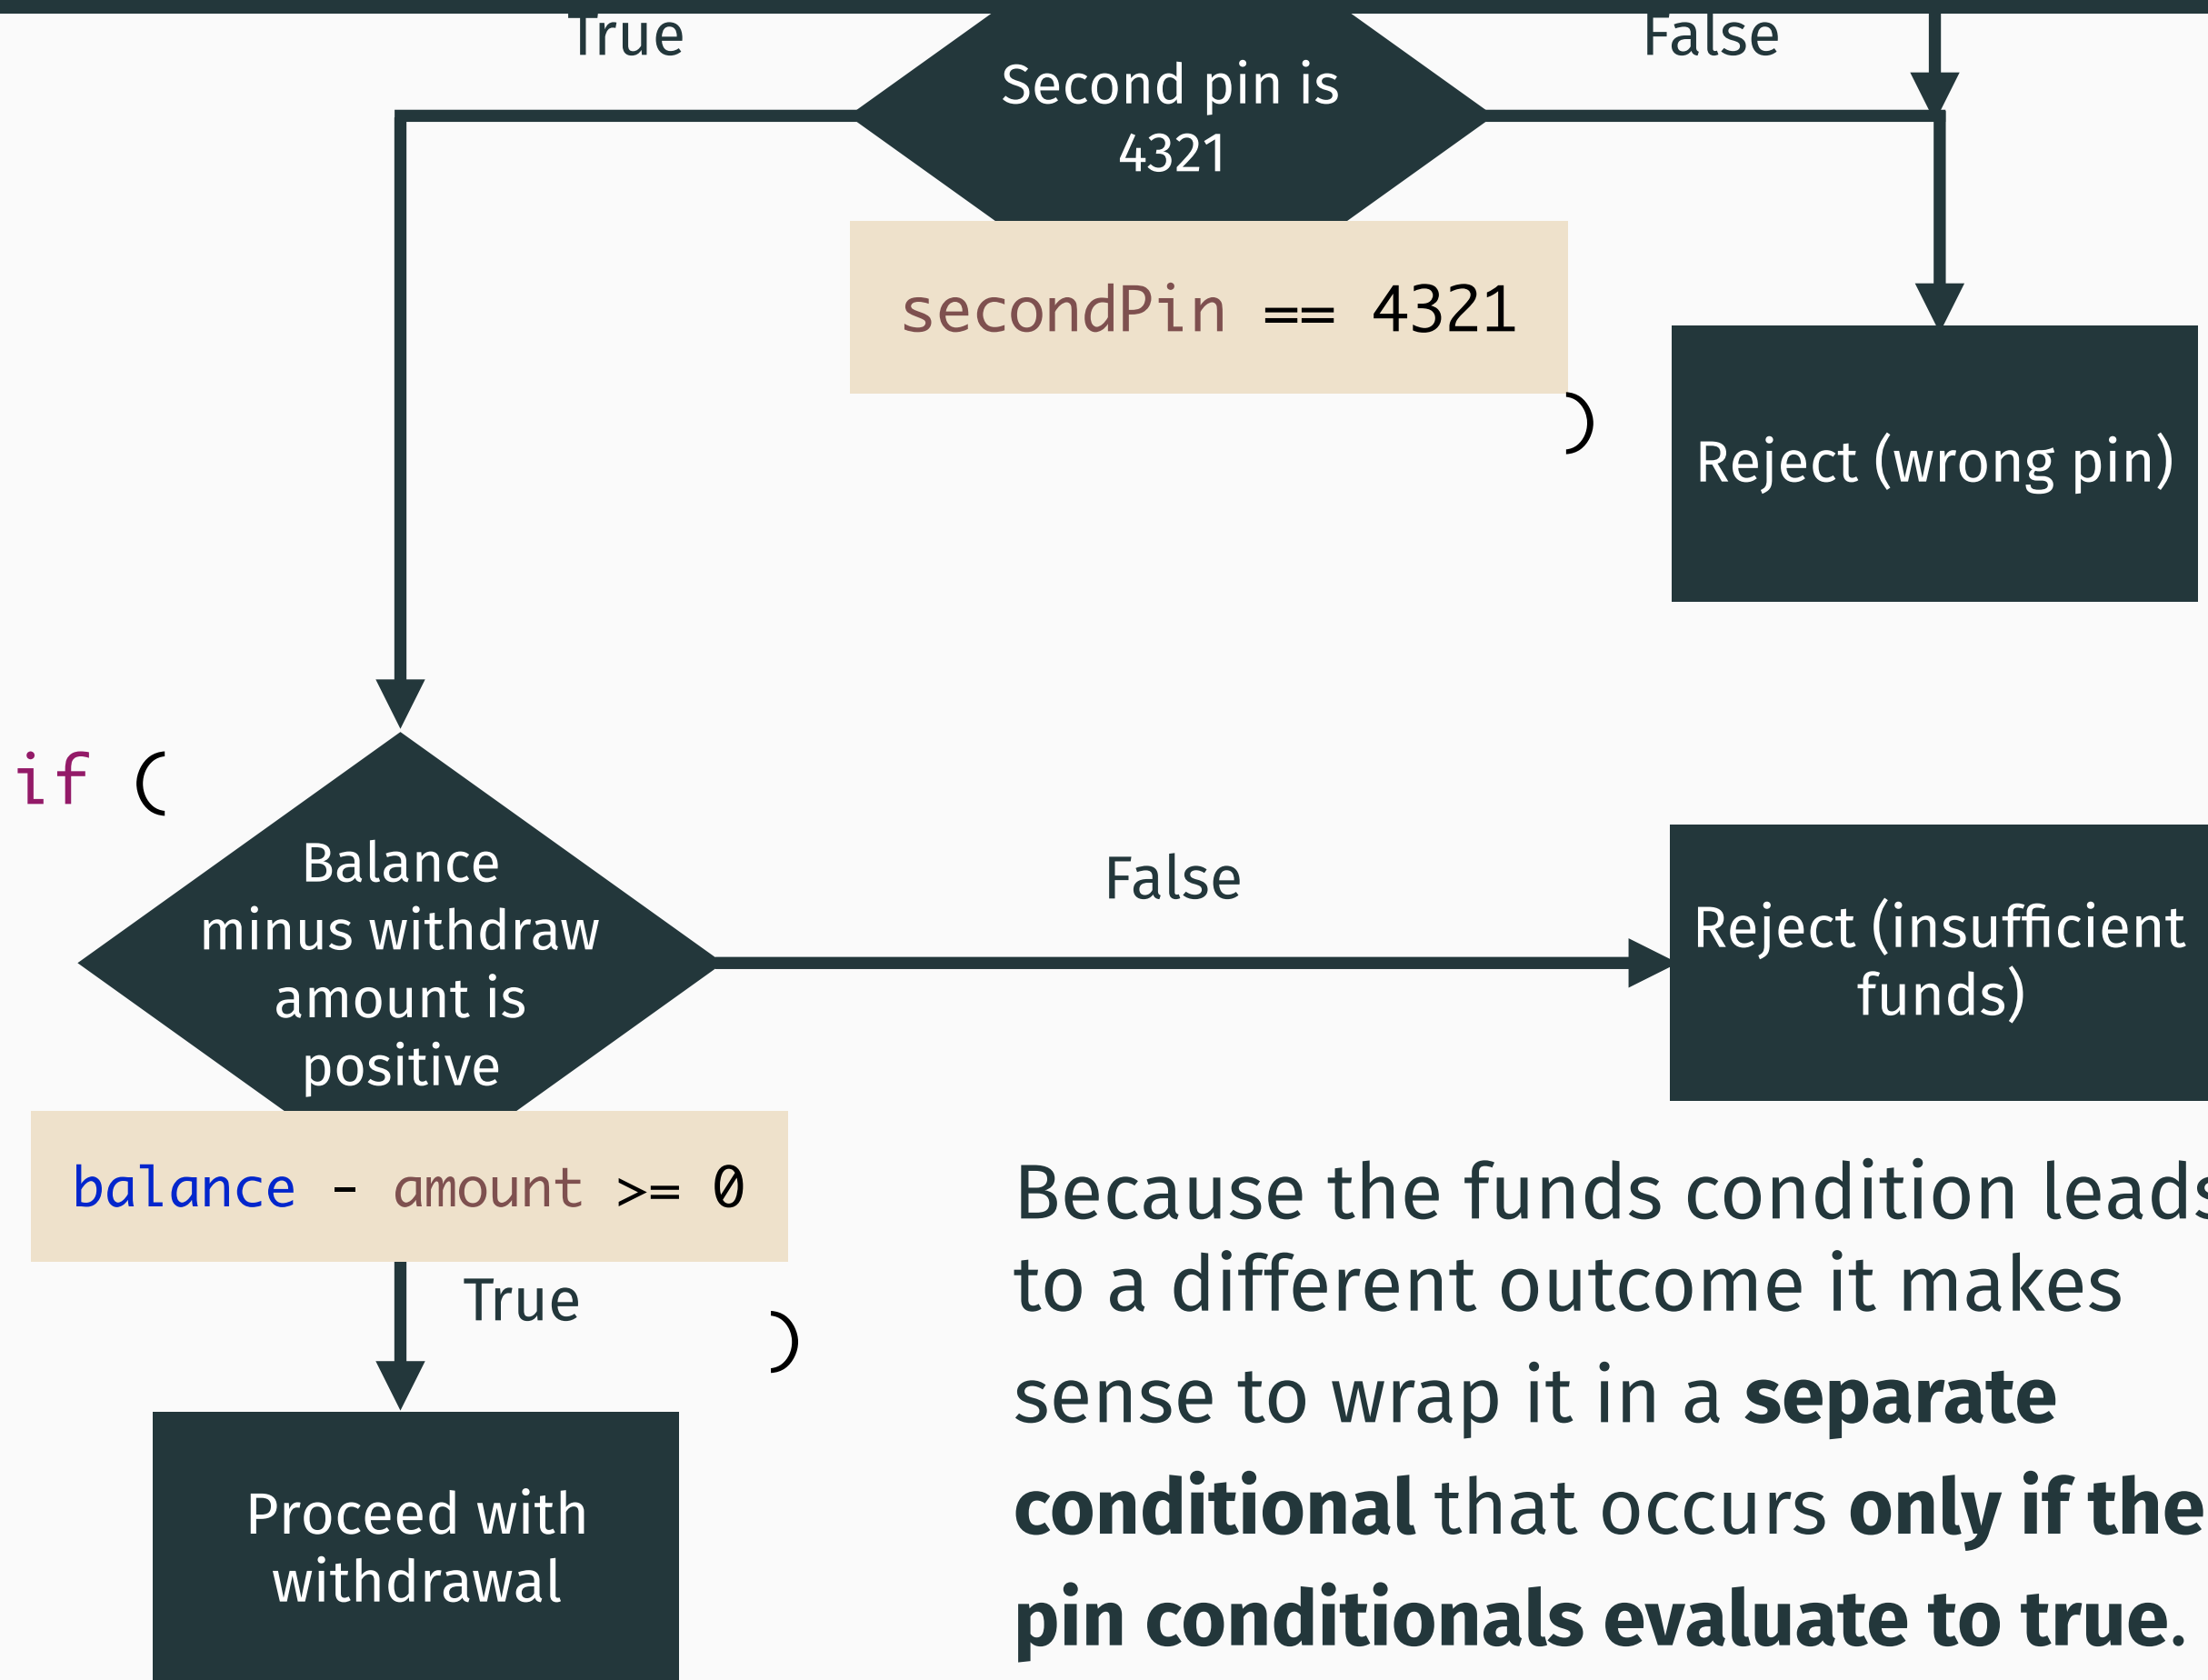 True
False
Second pin is
4321
secondPin == 4321
)
Reject (wrong pin)
if (
Balance
minus withdraw
amount is
positive
False
Reject (insufficient
funds)
balance - amount >= 0
True
)
Proceed with
withdrawal
Because the funds condition leads
to a different outcome it makes
sense to wrap it in a separate
conditional that occurs only if the
pin conditionals evaluate to true.